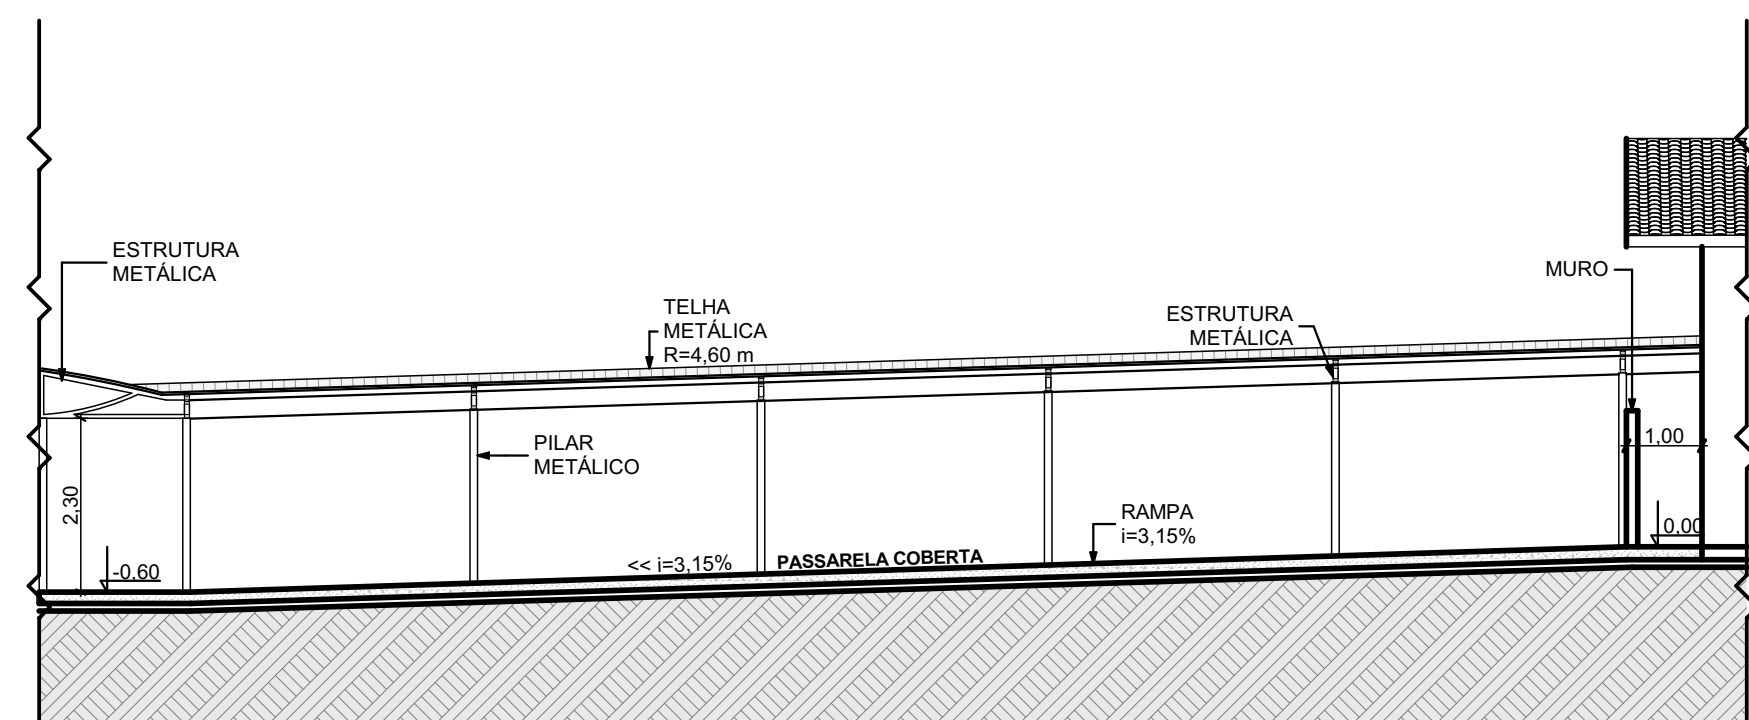 ESTRUTURA
METÁLICA
MURO
TELHA
METÁLICA
R=4,60 m
ESTRUTURA
METÁLICA
PILAR
METÁLICO
1,00
2,30
RAMPA
i=3,15%
0,00
<< i=3,15%
PASSARELA COBERTA
-0,60